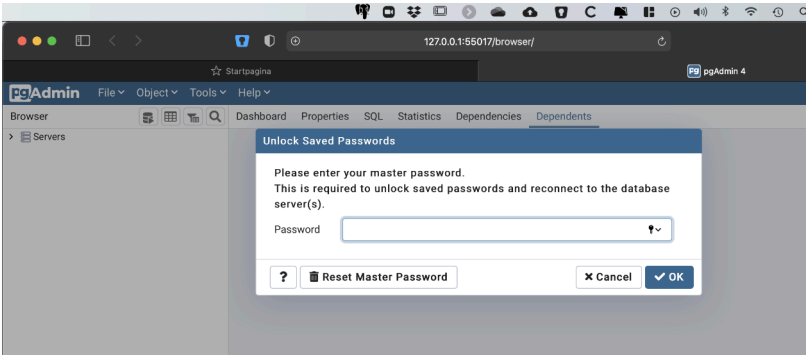 127.0.0.1:55017/browser/
Startpagina
pgAdmin 4
pgAdmin File Object Tools Help
Browser Dashboard Properties SQL Statistics Dependencies Dependents
Servers
Unlock Saved Passwords
Please enter your master password.
This is required to unlock saved passwords and reconnect to the database
server(s).
Password
? Reset Master Password Cancel OK